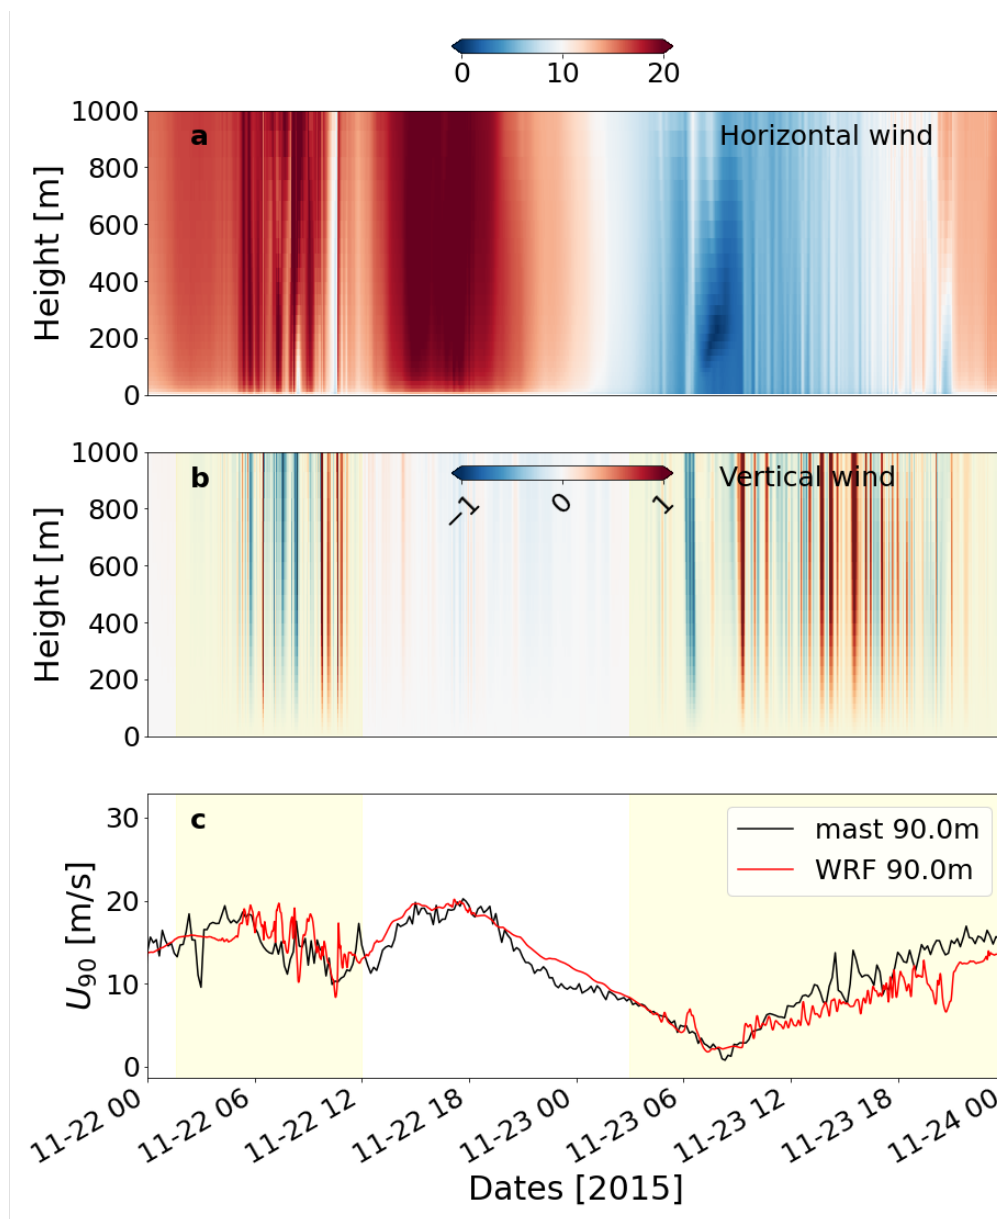 0 10 20
a Horizontal wind
Height [m]
1000
800
600
400
200
0
b Vertical wind
−1 0 1
Height [m]
1000
800
600
400
200
0
c
mast 90.0m
WRF 90.0m
U90 [m/s]
30
20
10
0
11-22 00 11-22 06 11-22 12 11-22 18 11-23 00 11-23 06 11-23 12 11-23 18 11-24 00
Dates [2015]